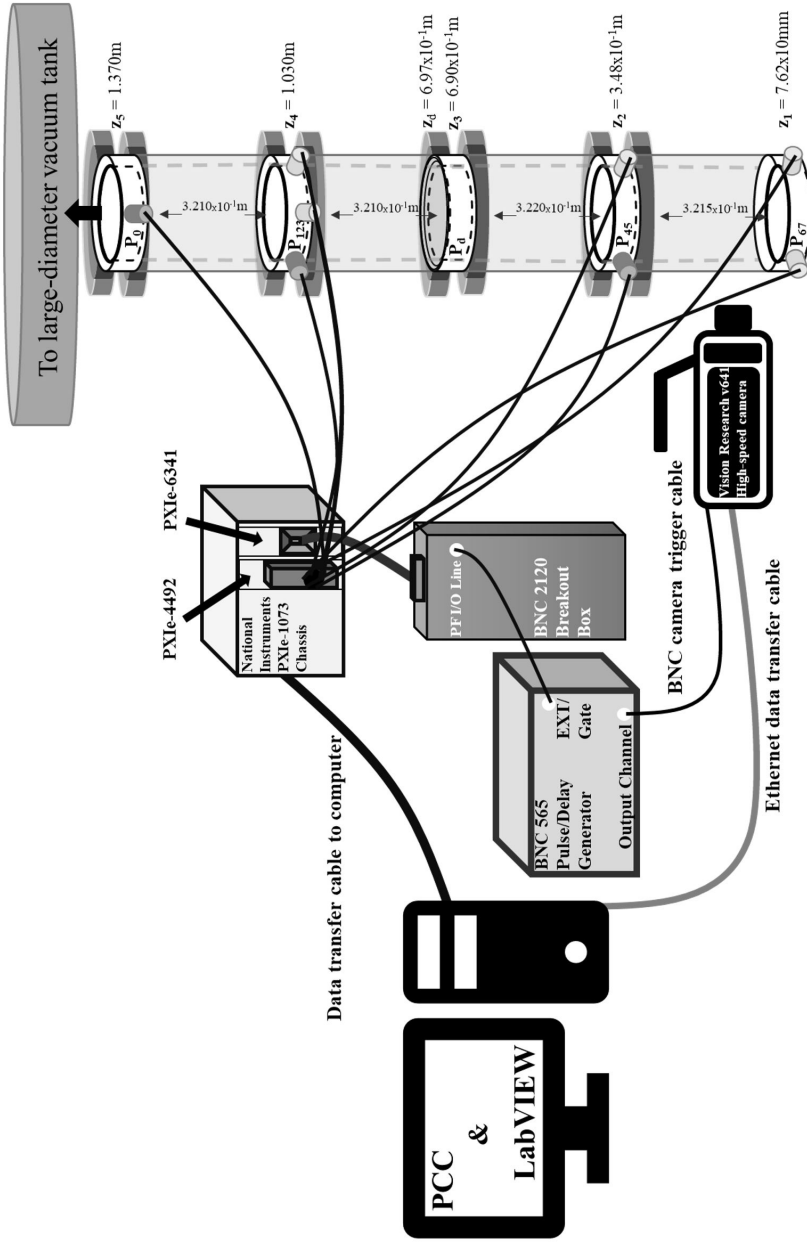 To large-diameter vacuum tank
z₅ = 1.370m
P₀
3.210x10⁻¹m
z₄ = 1.030m
P₁₂₃
3.210x10⁻¹m
z_d = 6.97x10⁻¹m
z₃ = 6.90x10⁻¹m
P_d
3.220x10⁻¹m
z₂ = 3.48x10⁻¹m
P₄₅
3.215x10⁻¹m
z₁ = 7.62x10mm
P₆₇
PXIe-6341
PXIe-4492
National
Instruments
PXIe-1073
Chassis
PFI/O Line
BNC 2120
Breakout
Box
BNC 565
Pulse/Delay
Generator
EXT/
Gate
Output Channel
Vision Research v641
High-speed camera
BNC camera trigger cable
Ethernet data transfer cable
Data transfer cable to computer
PCC
&
LabVIEW